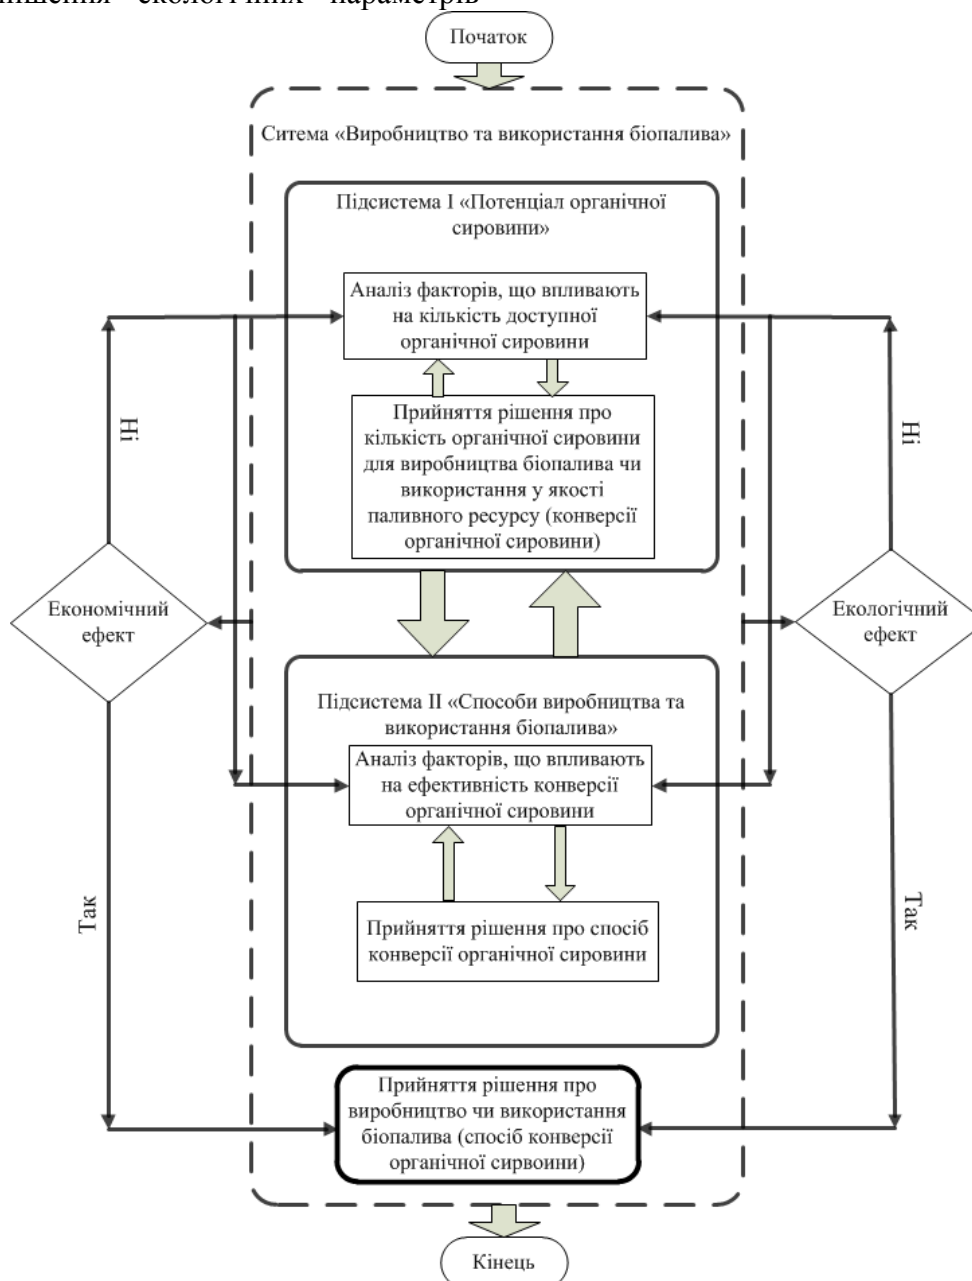 екологічних параметрів
Початок
Ситема «Виробництво та використання біопалива»
Підсистема I «Потенціал органічної
сировини»
Аналіз факторів, що впливають
на кількість доступної
органічної сировини
Прийняття рішення про
кількість органічної сировини
для виробництва біопалива чи
використання у якості
паливного ресурсу (конверсії
органічної сировини)
Ні
Ні
Економічний
ефект
Екологічний
ефект
Підсистема II «Способи виробництва та
використання біопалива»
Аналіз факторів, що впливають
на ефективність конверсії
органічної сировини
Так
Так
Прийняття рішення про спосіб
конверсії органічної сировини
Прийняття рішення про
виробництво чи використання
біопалива (спосіб конверсії
органічної сирвоини)
Кінець